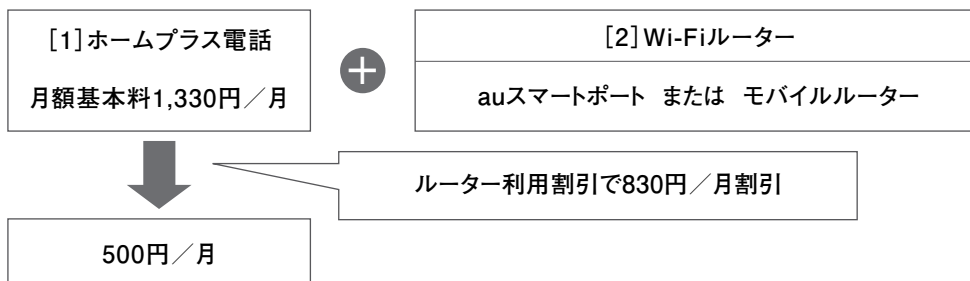 [1]ホームプラス電話
月額基本料1,330円／月
[2]Wi-Fiルーター
auスマートポート または モバイルルーター
ルーター利用割引で830円／月割引
500円／月